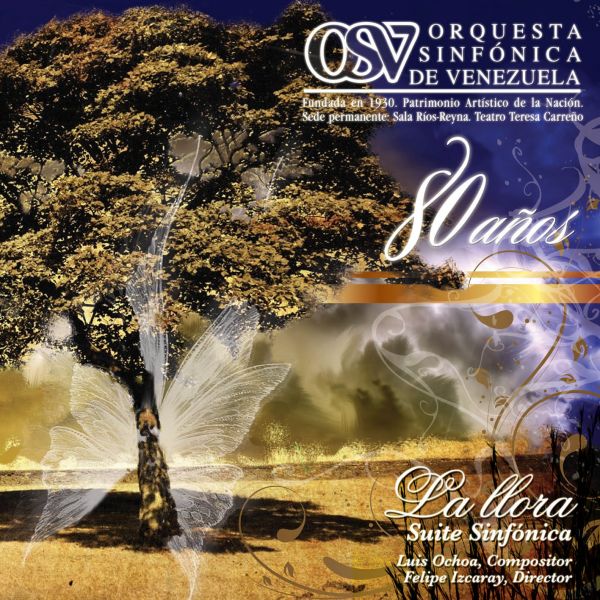 OSV ORQUESTA
SINFÓNICA
DE VENEZUELA
Fundada en 1930. Patrimonio Artístico de la Nación.
Sede permanente: Sala Ríos-Reyna. Teatro Teresa Carreño
80 años
La llora
Suite Sinfónica
Luis Ochoa, Compositor
Felipe Izcaray, Director